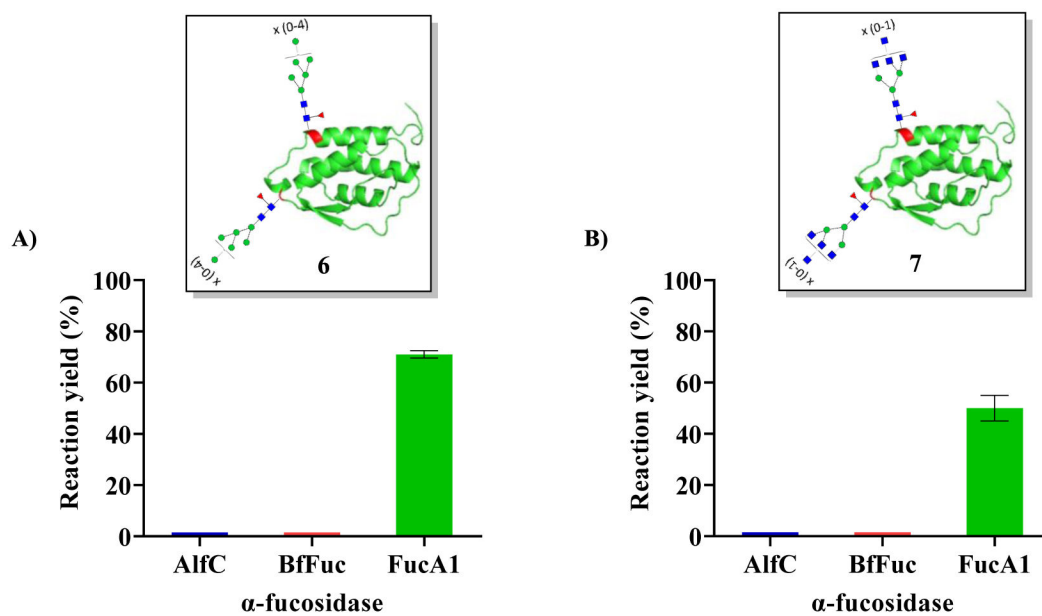 A)
x (0-4)
x (0-4)
6
Reaction yield (%)
100
80
60
40
20
0
AlfC BfFuc FucA1
α-fucosidase
B)
x (0-1)
x (0-1)
7
Reaction yield (%)
100
80
60
40
20
0
AlfC BfFuc FucA1
α-fucosidase